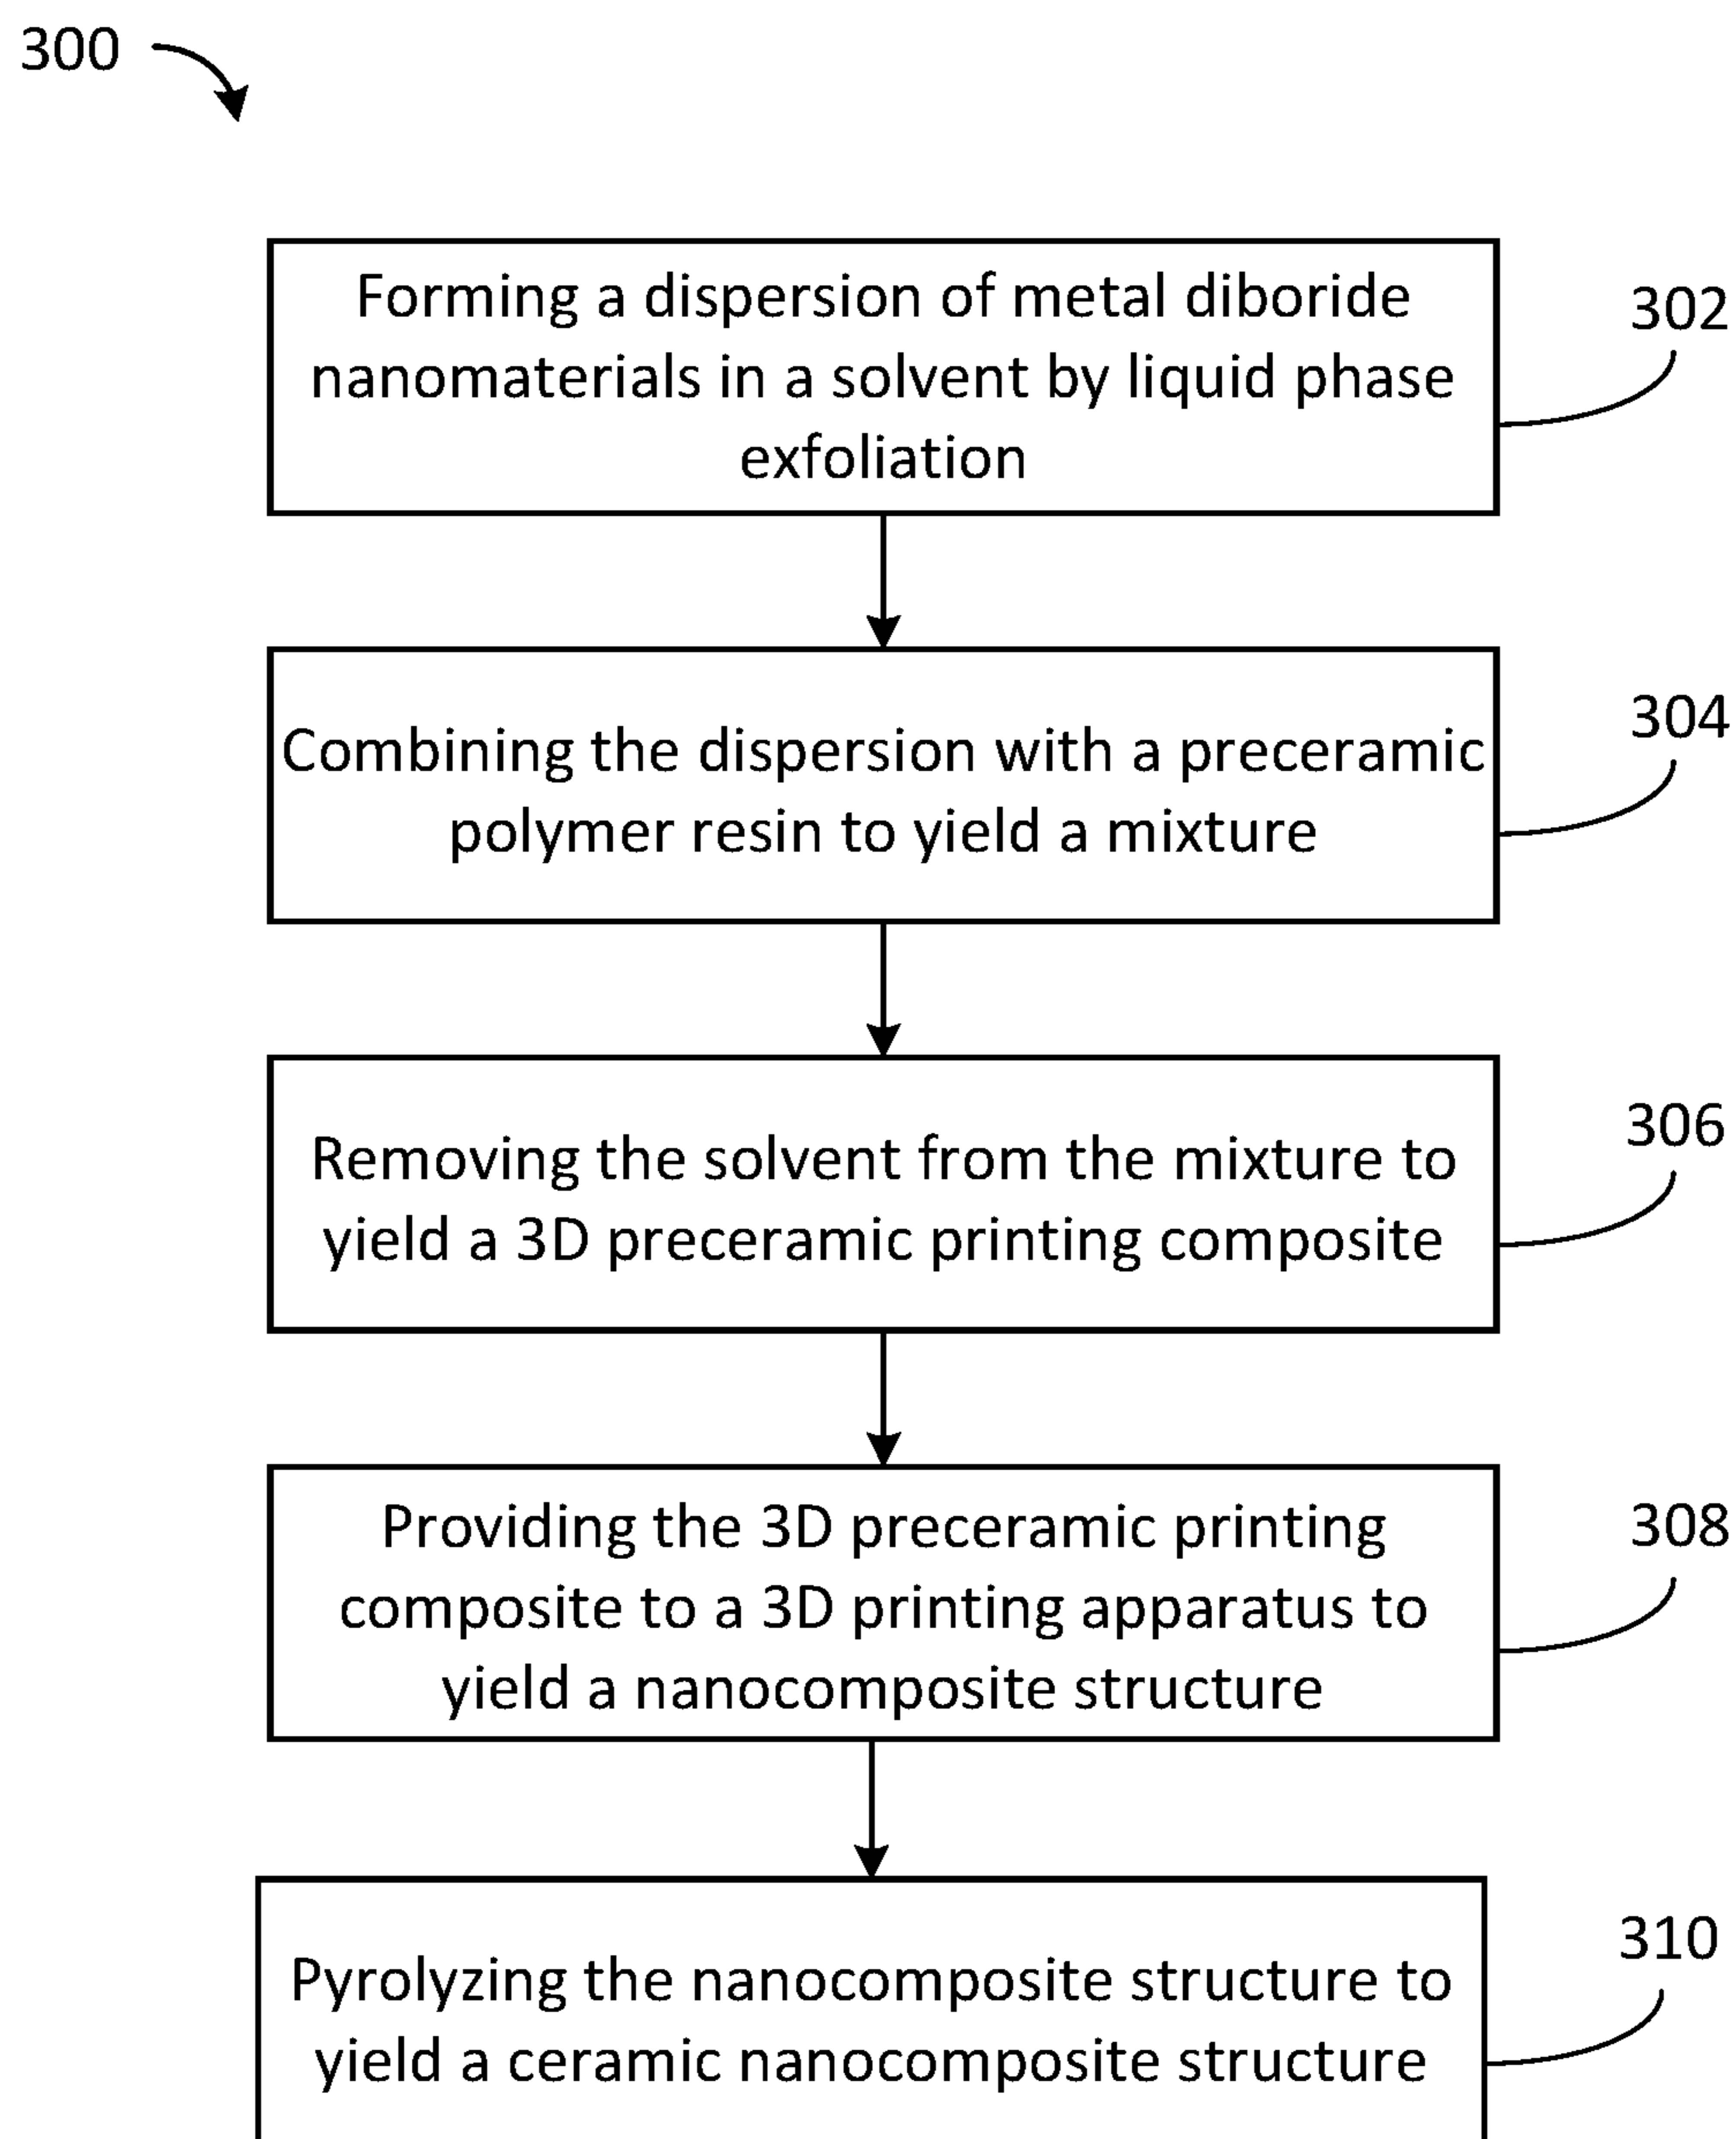 300
Forming a dispersion of metal diboride
nanomaterials in a solvent by liquid phase
exfoliation
302
Combining the dispersion with a preceramic
polymer resin to yield a mixture
304
Removing the solvent from the mixture to
yield a 3D preceramic printing composite
306
Providing the 3D preceramic printing
composite to a 3D printing apparatus to
yield a nanocomposite structure
308
Pyrolyzing the nanocomposite structure to
yield a ceramic nanocomposite structure
310